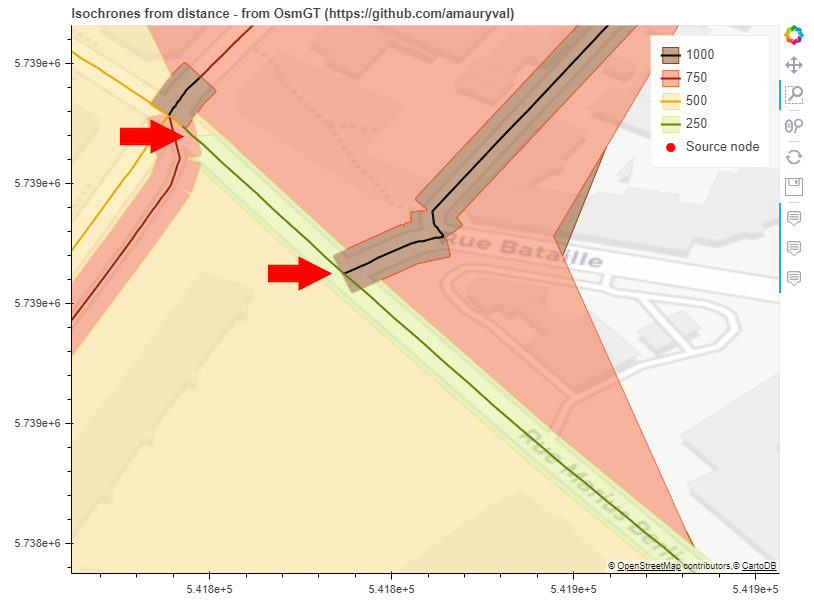 Isochrones from distance - from OsmGT (https://github.com/amauryval)
5.739e+6
1000
750
500
250
Source node
5.739e+6
Rue Bataille
5.739e+6
5.739e+6
Rue Marius Berli
5.738e+6
© OpenStreetMap contributors,© CartoDB
5.418e+5
5.418e+5
5.419e+5
5.419e+5